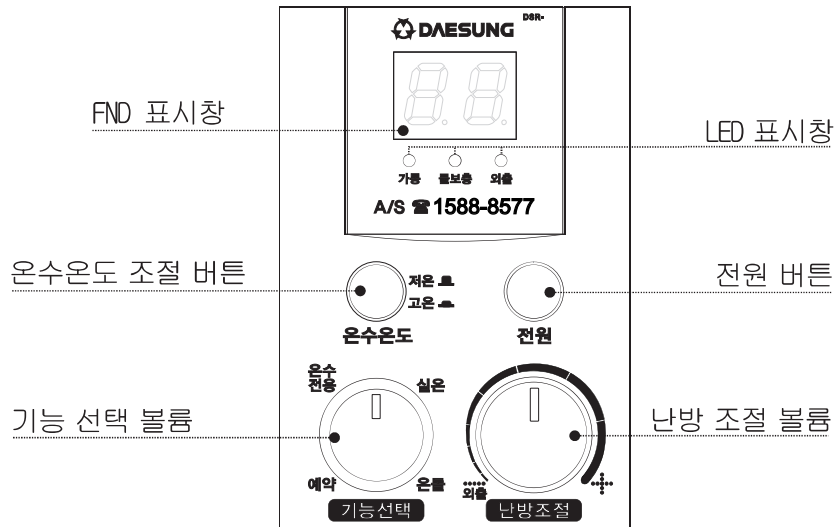 DAESUNG DSR-
FND 표시창
LED 표시창
가동 물보충 외출
A/S ☎ 1588-8577
온수온도 조절 버튼
저온
고온
전원 버튼
온수온도
전원
온수
전용
실온
기능 선택 볼륨
난방 조절 볼륨
예약
온돌
외출
기능선택
난방조절